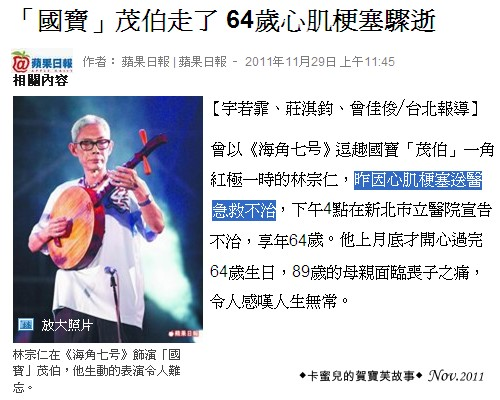 「國寶」茂伯走了 64歲心肌梗塞驟逝
蘋果日報
APPLE DAILY
作者： 蘋果日報 | 蘋果日報 － 2011年11月29日 上午11:45
相關內容
【宇若霏、莊淇鈞、曾佳俊/台北報導】
曾以《海角七号》逗趣國寶「茂伯」一角
紅極一時的林宗仁，昨因心肌梗塞送醫
急救不治，下午4點在新北市立醫院宣告
不治，享年64歲。他上月底才開心過完
64歲生日，89歲的母親面臨喪子之痛，
令人感嘆人生無常。
放大照片
蘋果日報
林宗仁在《海角七号》飾演「國
寶」茂伯，他生動的表演令人難
忘。
◆卡蜜兒的賀寶芙故事◆ Nov.2011